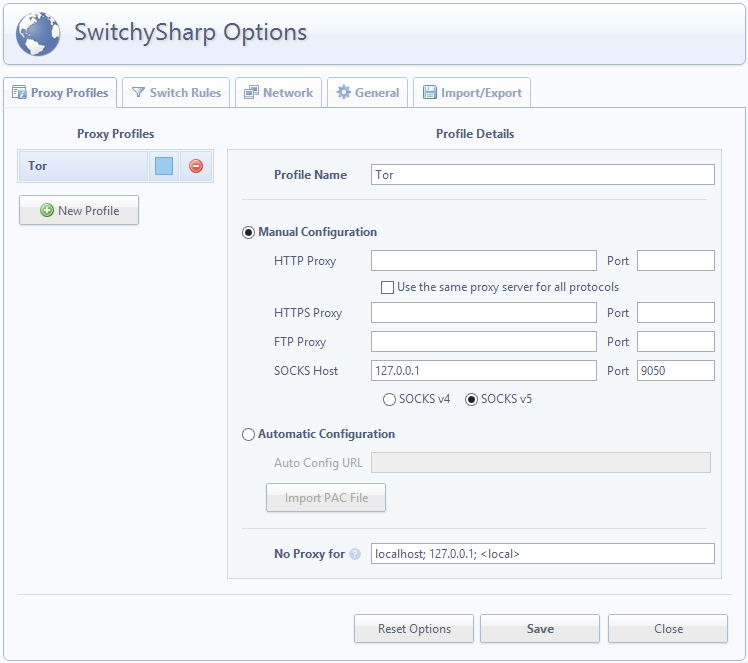 SwitchySharp Options
Proxy Profiles Switch Rules Network General Import/Export
Proxy Profiles
Tor
New Profile
Profile Details
Profile Name Tor
Manual Configuration
HTTP Proxy Port
Use the same proxy server for all protocols
HTTPS Proxy Port
FTP Proxy Port
SOCKS Host 127.0.0.1 Port 9050
SOCKS v4 SOCKS v5
Automatic Configuration
Auto Config URL
Import PAC File
No Proxy for ? localhost; 127.0.0.1; <local>
Reset Options Save Close